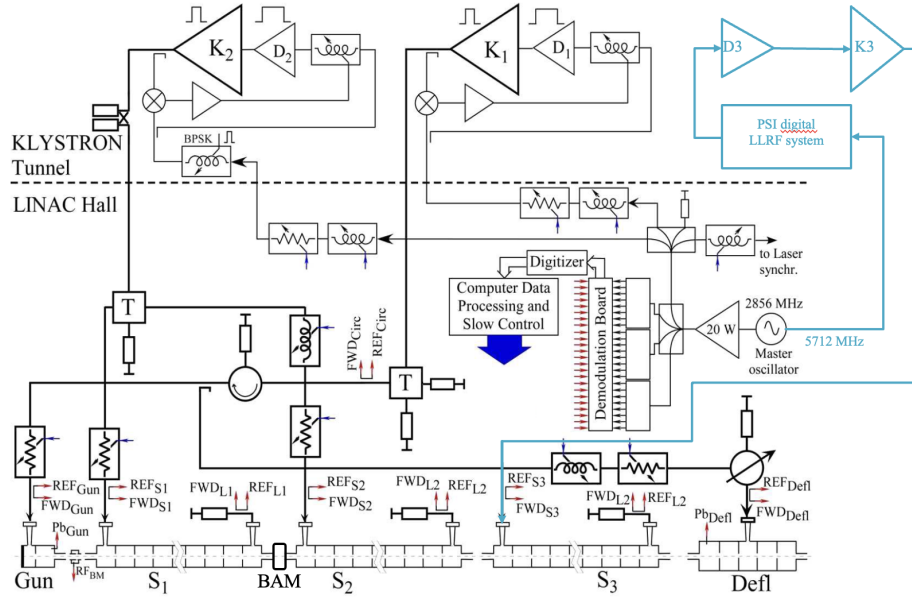 K2
D2
K1
D1
D3
K3
PSI digital
LLRF system
BPSK
KLYSTRON
Tunnel
LINAC Hall
to Laser
synchr.
Digitizer
Computer Data
Processing and
Slow Control
Demodulation Board
20 W
2856 MHz
Master
oscillator
5712 MHz
T
FWDCirc
REFCirc
T
REFGun
FWDGun
PbGun
RFBM
REFS1
FWDS1
FWDL1
REFL1
REFS2
FWDS2
FWDL2
REFL2
REFS3
FWDS3
FWDL2
REFL2
REFDefl
FWDDefl
PbDefl
Gun
S1
BAM
S2
S3
Defl